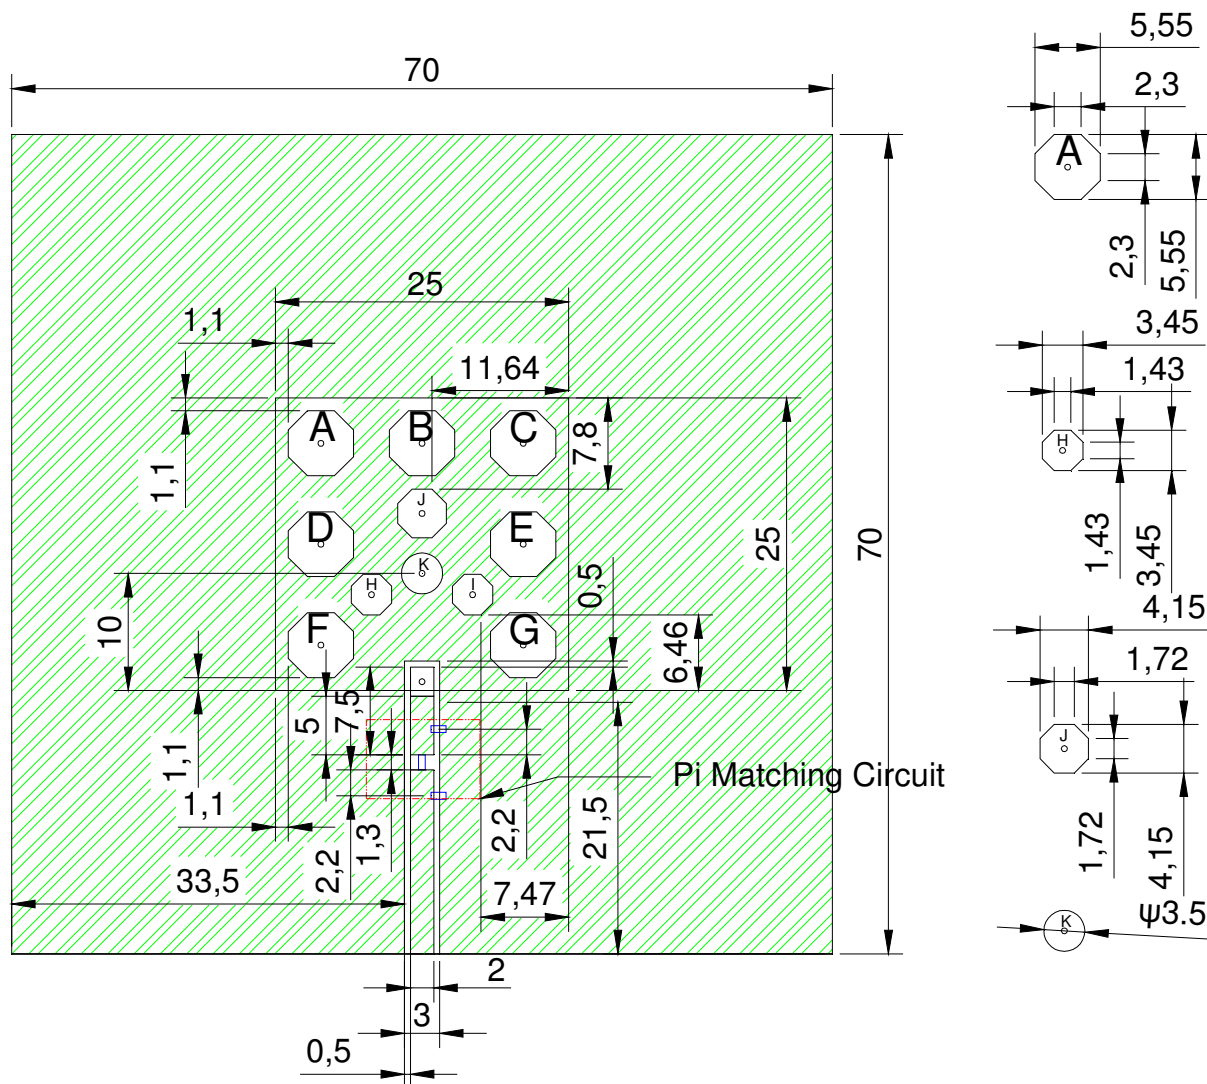 5,55
70
2,3
A
2,3
5,55
25
1,1
11,64
3,45
1,43
A
B
C
7,8
H
1,1
J
D
E
25
70
1,43
3,45
K
H
I
0,5
10
F
G
6,46
4,15
1,72
5
7,5
J
1,1
Pi Matching Circuit
1,1
2,2
1,3
2,2
21,5
1,72
4,15
33,5
7,47
K
ψ3.5
2
3
0,5